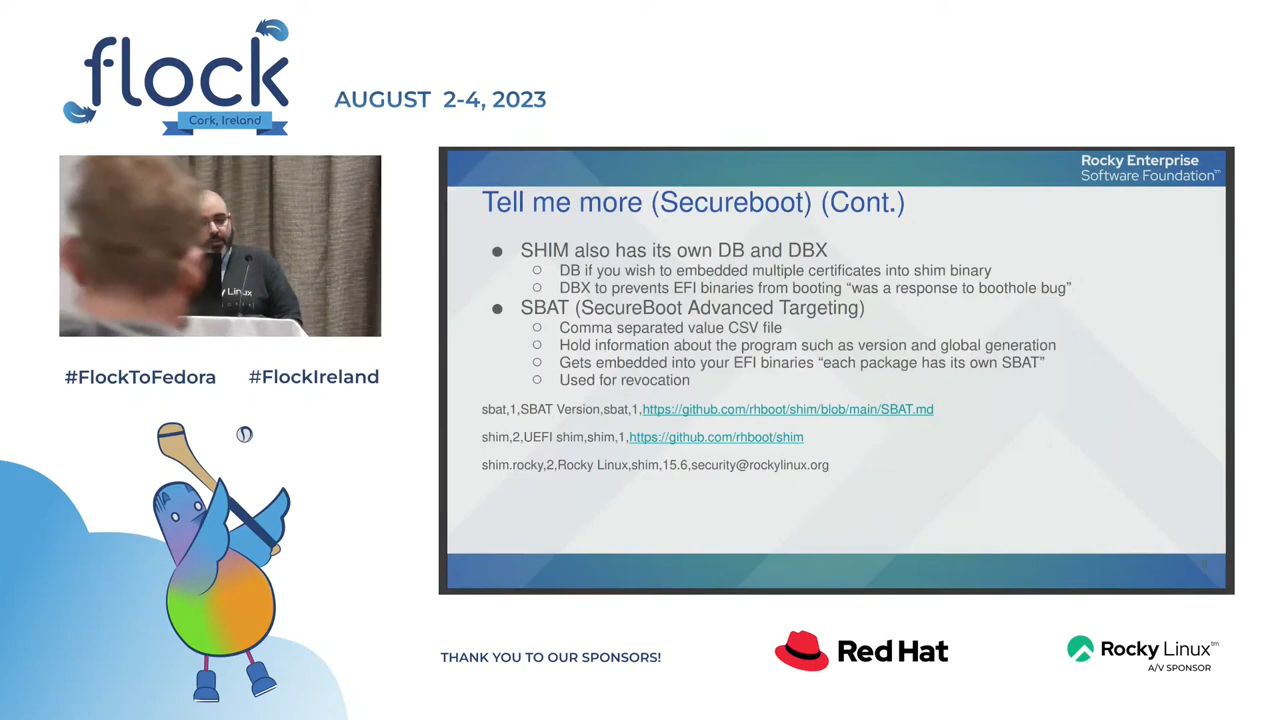 flock
Cork, Ireland
AUGUST 2-4, 2023
Rocky Enterprise
Software Foundation™
Tell me more (Secureboot) (Cont.)
● SHIM also has its own DB and DBX
○ DB if you wish to embedded multiple certificates into shim binary
○ DBX to prevents EFI binaries from booting “was a response to boothole bug”
● SBAT (SecureBoot Advanced Targeting)
○ Comma separated value CSV file
○ Hold information about the program such as version and global generation
○ Gets embedded into your EFI binaries “each package has its own SBAT”
○ Used for revocation
sbat,1,SBAT Version,sbat,1,https://github.com/rhboot/shim/blob/main/SBAT.md
shim,2,UEFI shim,shim,1,https://github.com/rhboot/shim
shim.rocky,2,Rocky Linux,shim,15.6,security@rockylinux.org
#FlockToFedora #FlockIreland
THANK YOU TO OUR SPONSORS!
Red Hat
Rocky Linux™
A/V SPONSOR